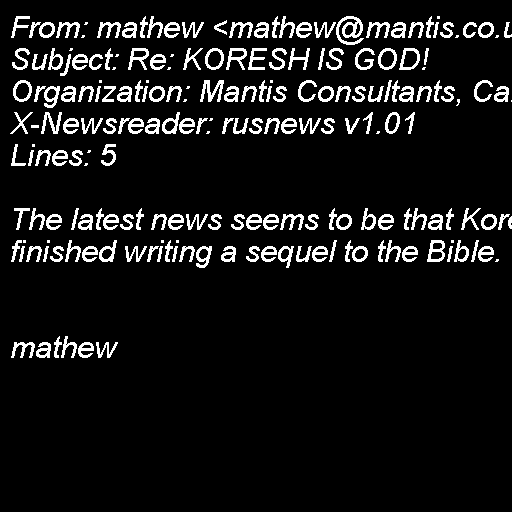 From: mathew <mathew@mantis.co.u
Subject: Re: KORESH IS GOD!
Organization: Mantis Consultants, Ca
X-Newsreader: rusnews v1.01
Lines: 5

The latest news seems to be that Kore
finished writing a sequel to the Bible.

mathew